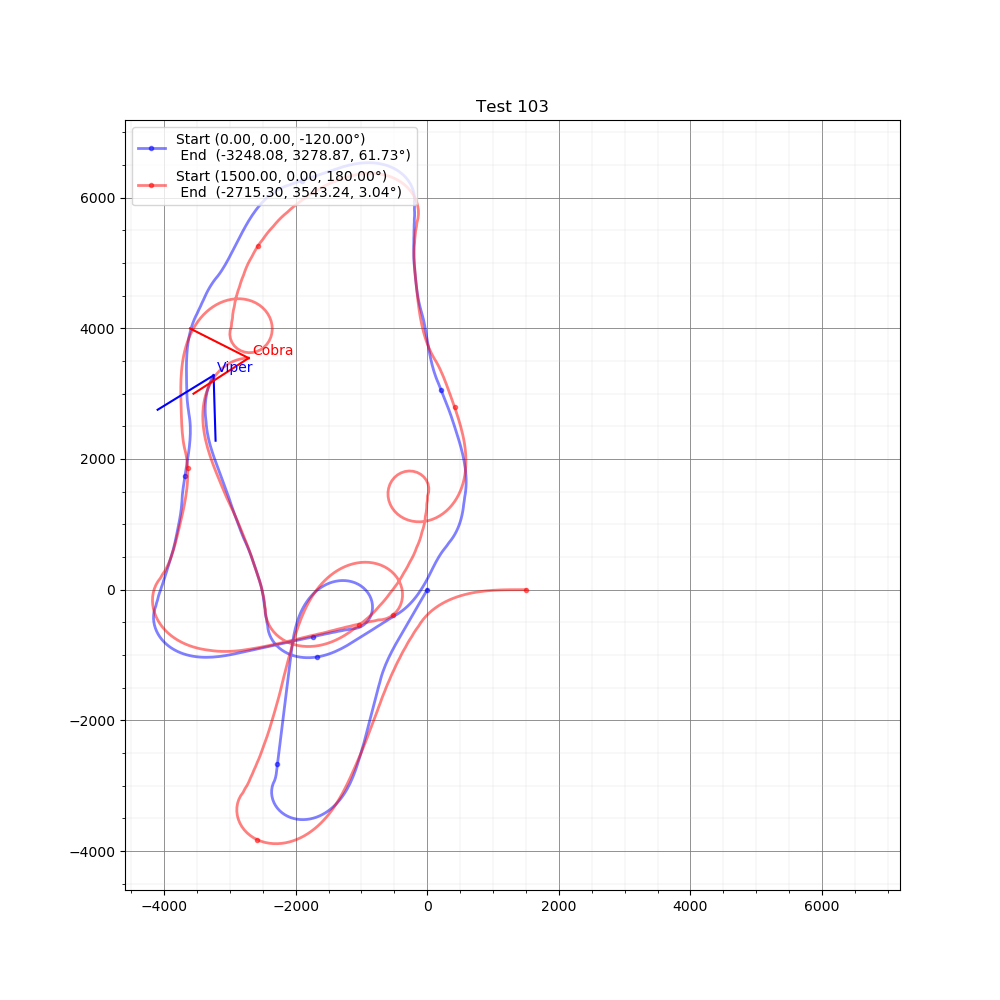 Test 103
Start (0.00, 0.00, -120.00°)
End  (-3248.08, 3278.87, 61.73°)
Start (1500.00, 0.00, 180.00°)
End  (-2715.30, 3543.24, 3.04°)
6000
4000
2000
0
−2000
−4000
Cobra
Viper
−4000
−2000
0
2000
4000
6000